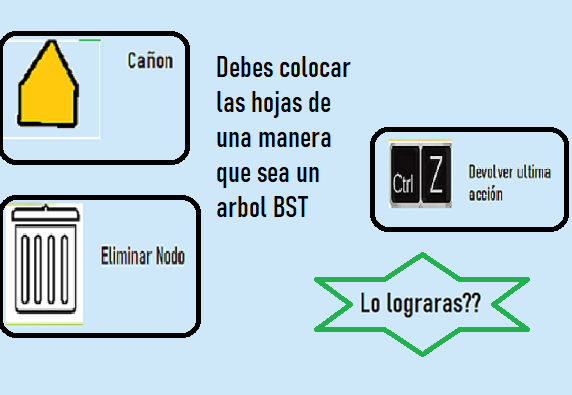 Cañon
Debes colocar
las hojas de
una manera
que sea un
arbol BST
Ctrl Z
Devolver ultima
acción
Eliminar Nodo
Lo lograras??